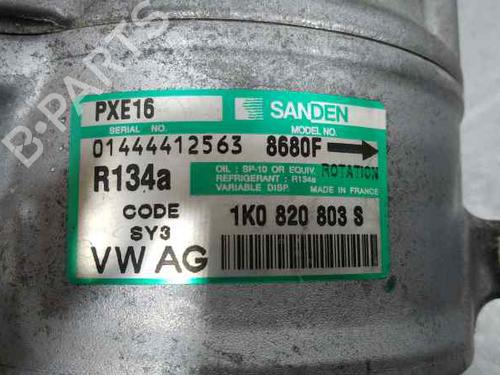 PXE16
SANDEN
SERIAL NO.
MODEL NO.
01444412563 8680F
R134a
OIL : SP-10 OR EQUIV. ROTATION
REFRIGERANT : R134a
VARIABLE DISP. MADE IN FRANCE
CODE
SY3
1K0 820 803 S
VW AG
B-PARTS